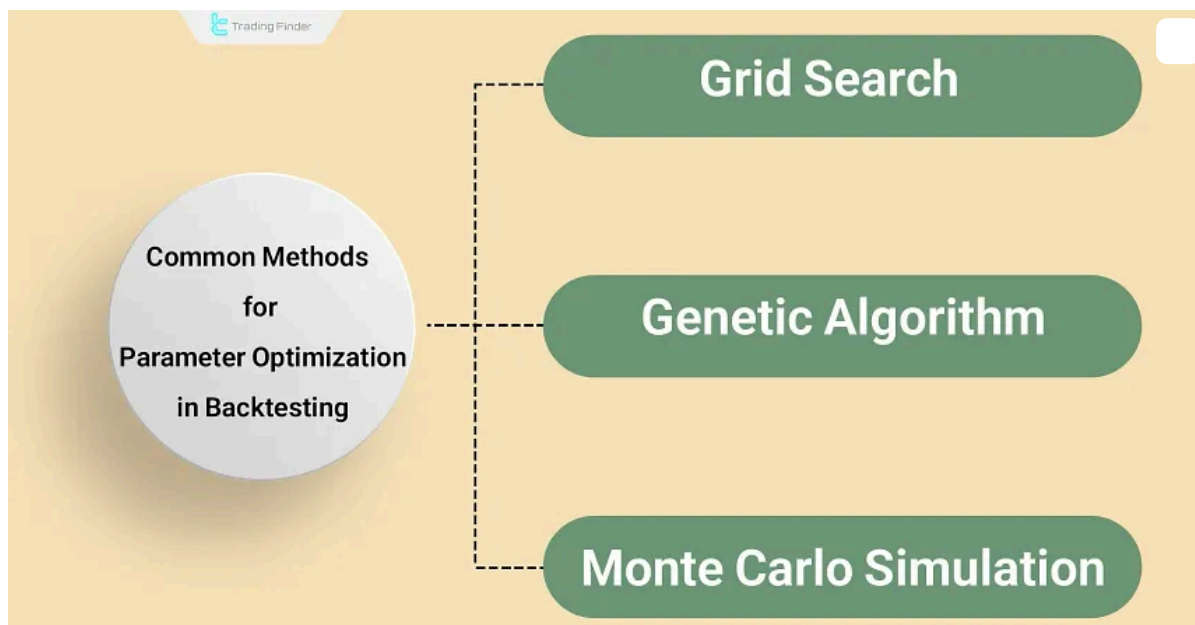 Trading Finder
Common Methods
for
Parameter Optimization
in Backtesting
Grid Search
Genetic Algorithm
Monte Carlo Simulation